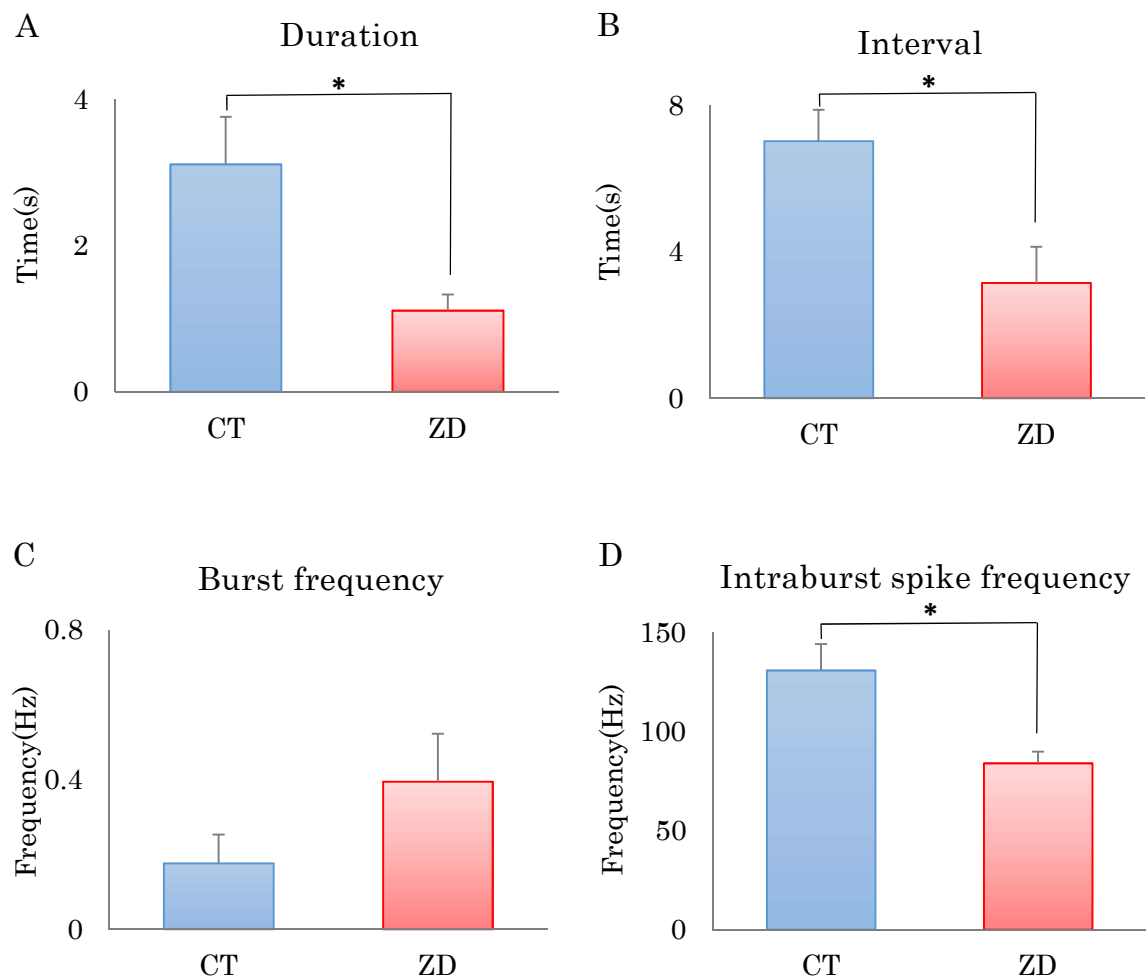 A
Duration
*
4
2
0
Time(s)
CT ZD
B
Interval
*
8
4
0
Time(s)
CT ZD
C
Burst frequency
0.8
0.4
0
Frequency(Hz)
CT ZD
D
Intraburst spike frequency
*
150
100
50
0
Frequency(Hz)
CT ZD